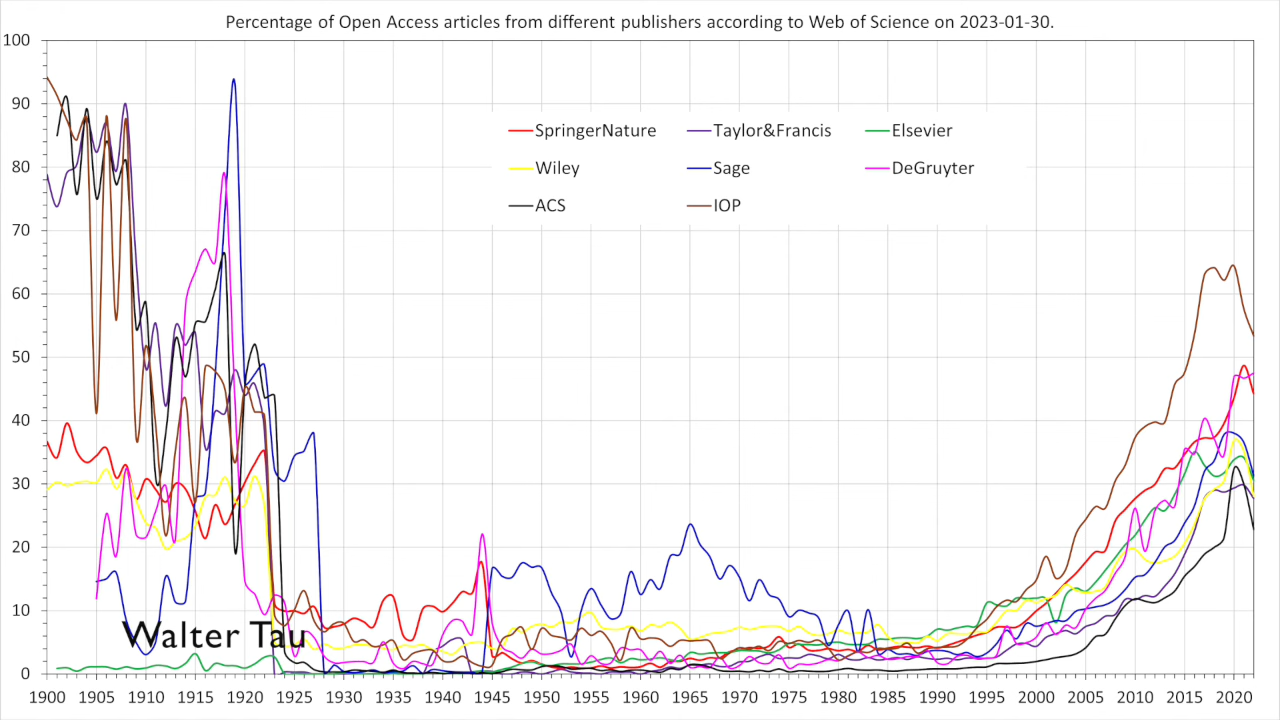 Percentage of Open Access articles from different publishers according to Web of Science on 2023-01-30.
100
90
80
70
60
50
40
30
20
10
0
SpringerNature Taylor&Francis Elsevier
Wiley Sage DeGruyter
ACS IOP
Walter Tau
1900 1905 1910 1915 1920 1925 1930 1935 1940 1945 1950 1955 1960 1965 1970 1975 1980 1985 1990 1995 2000 2005 2010 2015 2020